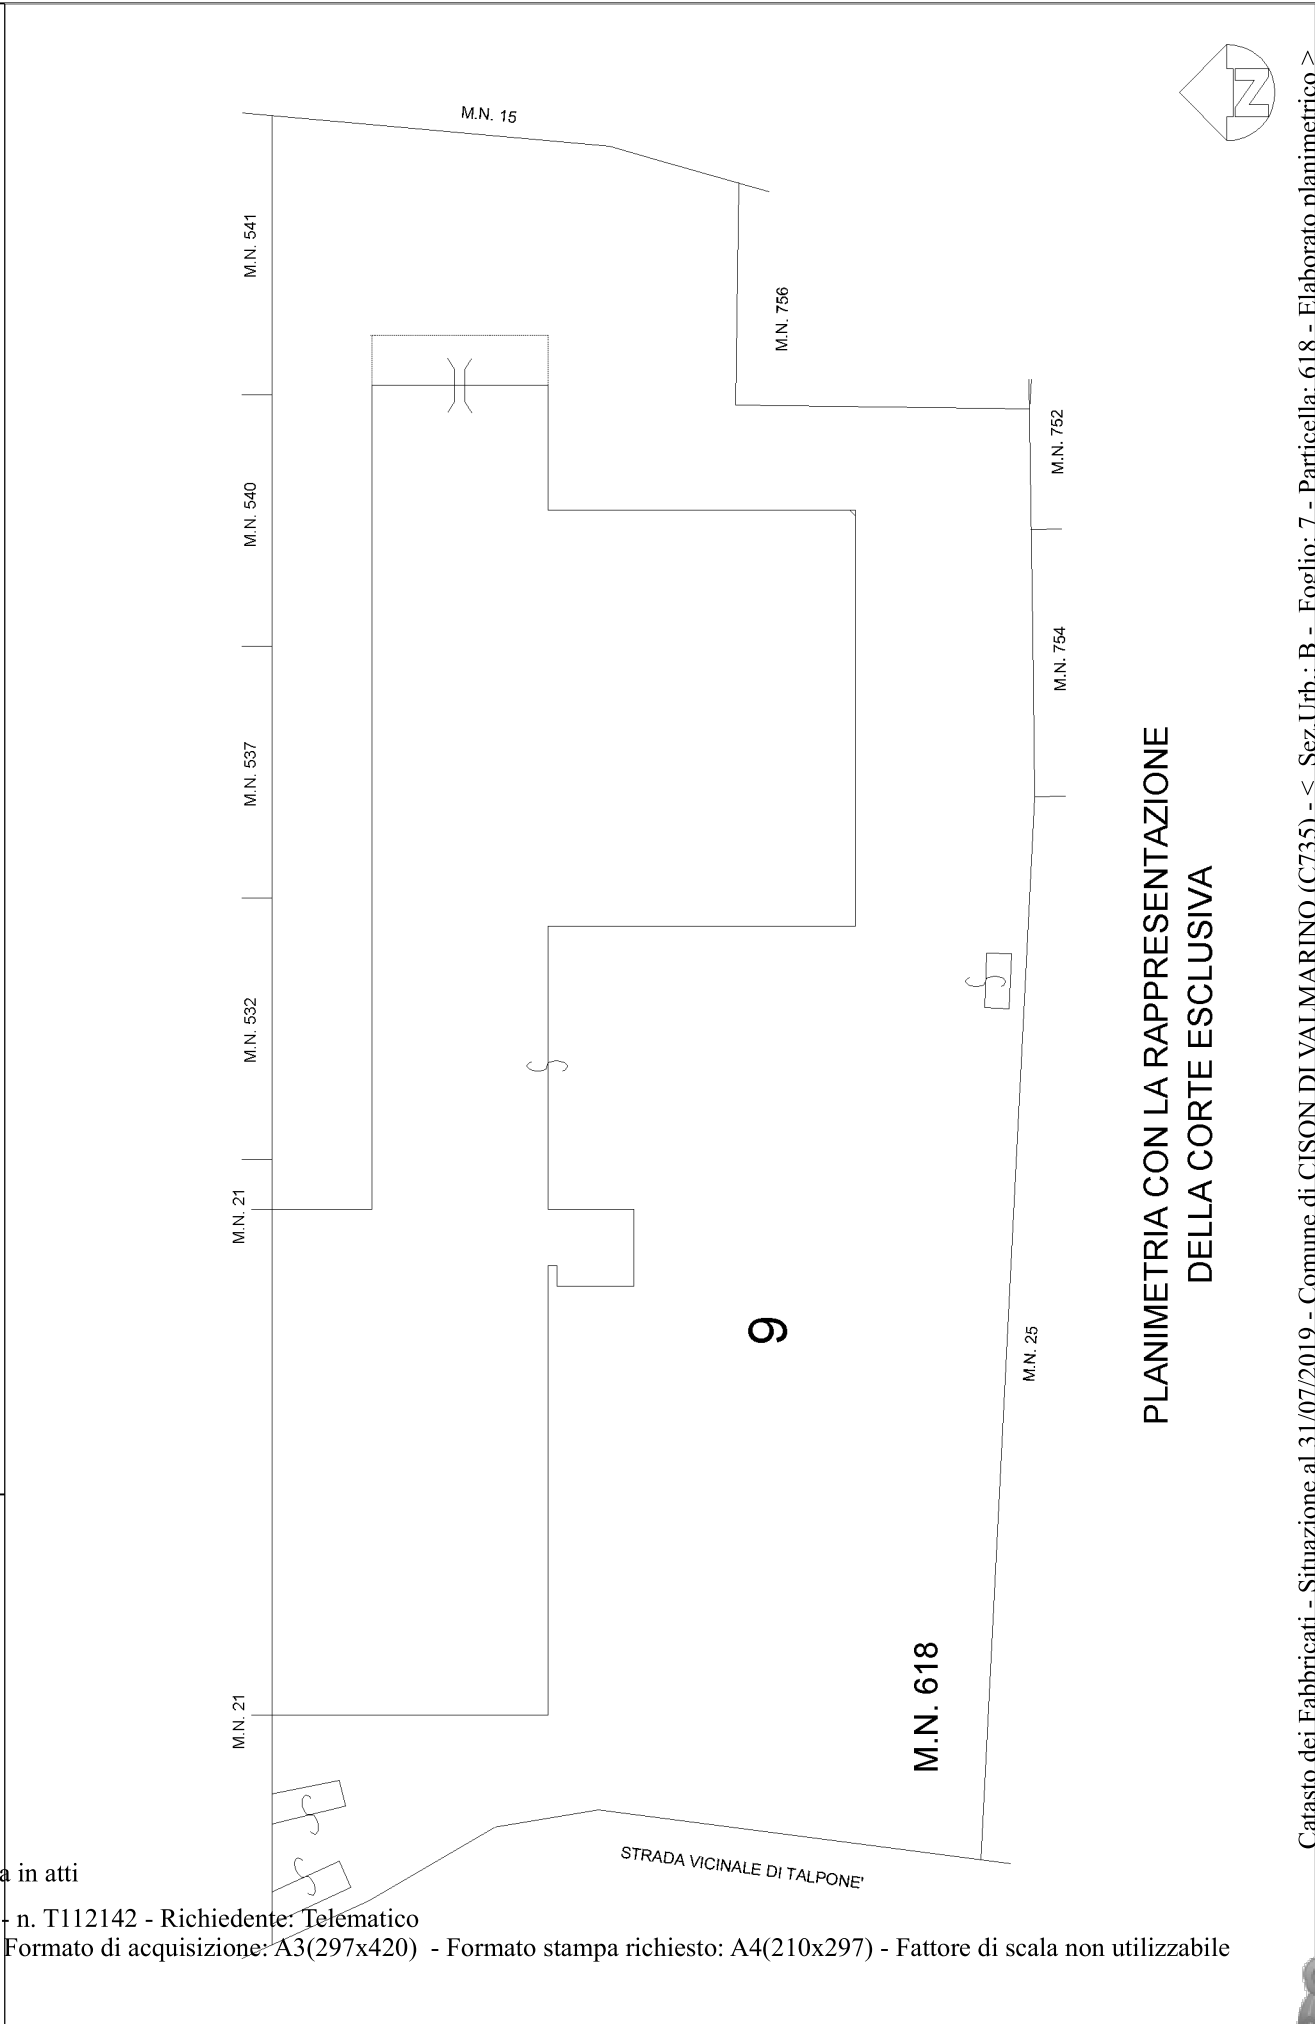 M.N. 15
M.N. 541
M.N. 756
M.N. 540
M.N. 752
M.N. 537
M.N. 754
M.N. 532
M.N. 21
M.N. 21
M.N. 25
9
M.N. 618
STRADA VICINALE DI TALPONE'
PLANIMETRIA CON LA RAPPRESENTAZIONE
DELLA CORTE ESCLUSIVA
N
Catasto dei Fabbricati - Situazione al 31/07/2019 - Comune di CISON DI VALMARINO (C735) - < Sez.Urb.: B - Foglio: 7 - Particella: 618 - Elaborato planimetrico >
a in atti
- n. T112142 - Richiedente: Telematico
Formato di acquisizione: A3(297x420) - Formato stampa richiesto: A4(210x297) - Fattore di scala non utilizzabile